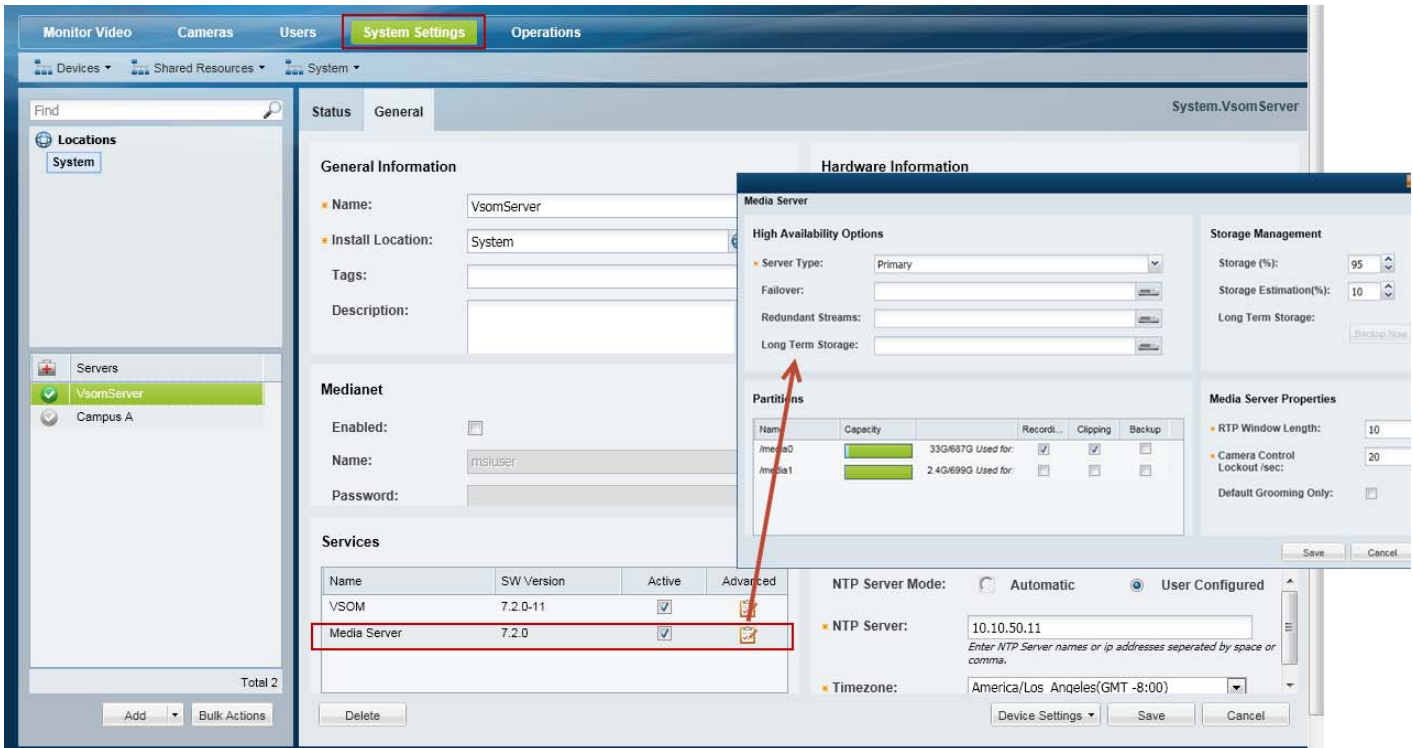 Monitor Video Cameras Users System Settings Operations
Devices Shared Resources System
Find
Locations
System
Servers
VsomServer
Campus A
Total 2
Add Bulk Actions
Status General System.VsomServer
General Information
* Name: VsomServer
* Install Location: System
Tags:
Description:
Medianet
Enabled:
Name: msiuser
Password:
Services
Name SW Version Active Advanced
VSOM 7.2.0-11
Media Server 7.2.0
Delete
Hardware Information
Media Server
High Availability Options
* Server Type: Primary
Failover:
Redundant Streams:
Long Term Storage:
Partitions
Name Capacity Recordi... Clipping Backup
/media0 33G/687G Used for:
/media1 2.4G/699G Used for:
Storage Management
Storage (%): 95
Storage Estimation(%): 10
Long Term Storage:
Backup Now
Media Server Properties
* RTP Window Length: 10
* Camera Control
Lockout /sec: 20
Default Grooming Only:
Save Cancel
NTP Server Mode: Automatic User Configured
* NTP Server: 10.10.50.11
Enter NTP Server names or ip addresses seperated by space or
comma.
* Timezone: America/Los_Angeles(GMT -8:00)
Device Settings Save Cancel